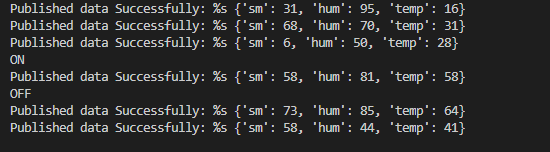 Published data Successfully: %s {'sm': 31, 'hum': 95, 'temp': 16}
Published data Successfully: %s {'sm': 68, 'hum': 70, 'temp': 31}
Published data Successfully: %s {'sm': 6, 'hum': 50, 'temp': 28}
ON
Published data Successfully: %s {'sm': 58, 'hum': 81, 'temp': 58}
OFF
Published data Successfully: %s {'sm': 73, 'hum': 85, 'temp': 64}
Published data Successfully: %s {'sm': 58, 'hum': 44, 'temp': 41}